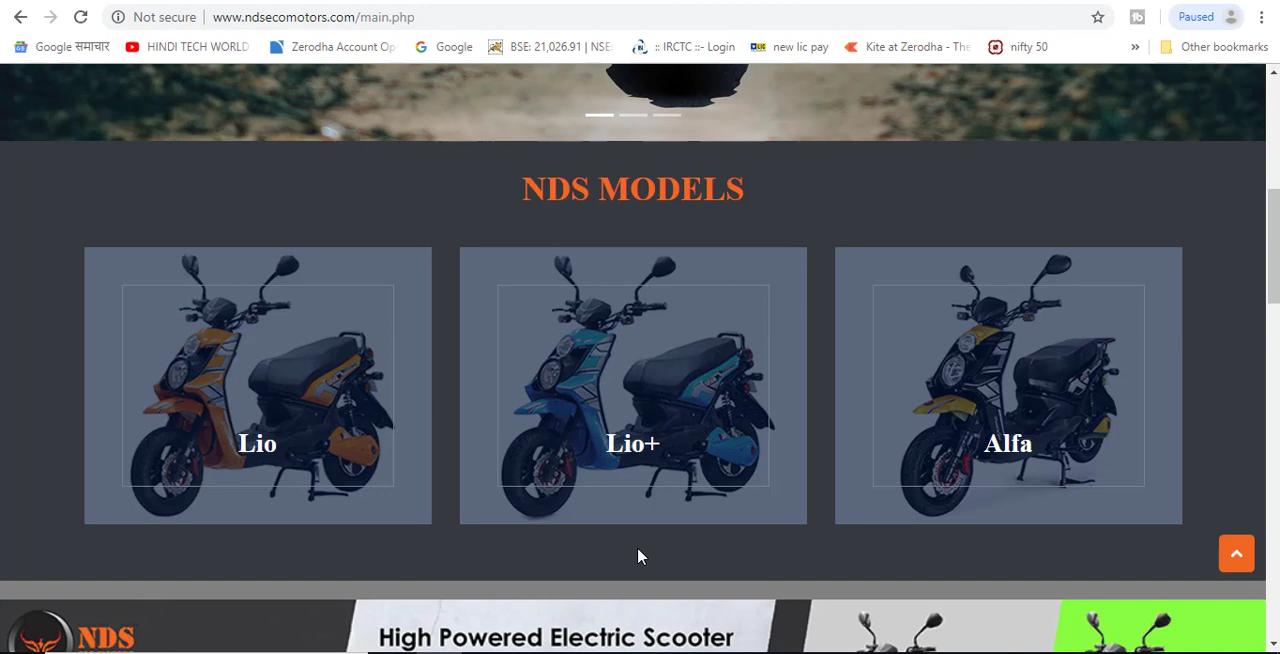 Not secure | www.ndsecomotors.com/main.php Paused
Google समाचार HINDI TECH WORLD Zerodha Account Op Google BSE: 21,026.91 | NSE: :: IRCTC ::- Login new lic pay Kite at Zerodha - The nifty 50 » Other bookmarks
NDS MODELS
Lio Lio+ Alfa
NDS High Powered Electric Scooter